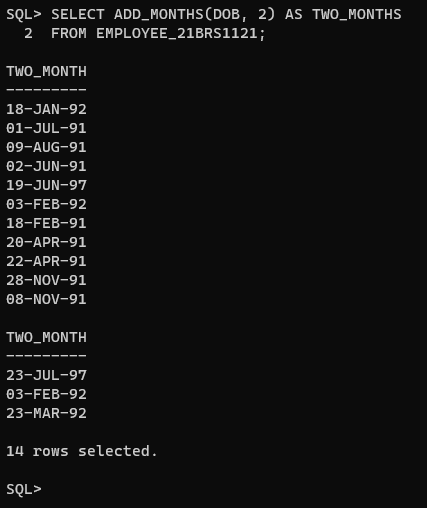 SQL> SELECT ADD_MONTHS(DOB, 2) AS TWO_MONTHS
  2  FROM EMPLOYEE_21BRS1121;

TWO_MONTH
---------
18-JAN-92
01-JUL-91
09-AUG-91
02-JUN-91
19-JUN-97
03-FEB-92
18-FEB-91
20-APR-91
22-APR-91
28-NOV-91
08-NOV-91

TWO_MONTH
---------
23-JUL-97
03-FEB-92
23-MAR-92

14 rows selected.

SQL>